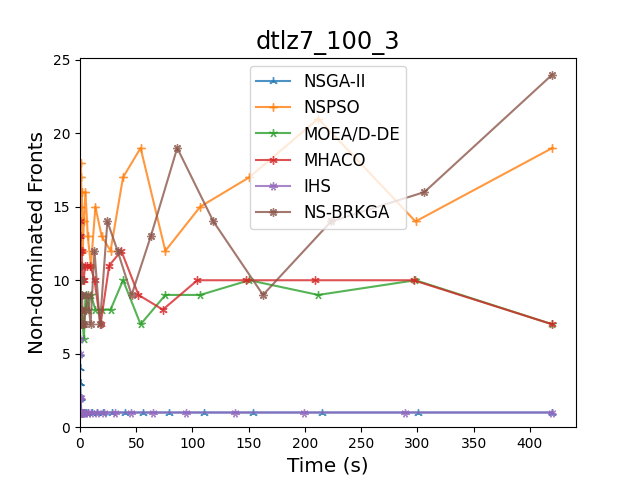 dtlz7_100_3
NSGA-II
NSPSO
MOEA/D-DE
MHACO
IHS
NS-BRKGA
Non-dominated Fronts
25
20
15
10
5
0
0 50 100 150 200 250 300 350 400
Time (s)